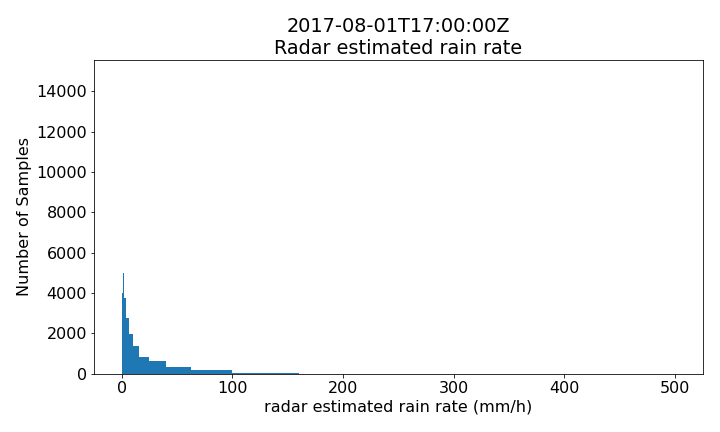 2017-08-01T17:00:00Z
Radar estimated rain rate
Number of Samples
14000
12000
10000
8000
6000
4000
2000
0
0 100 200 300 400 500
radar estimated rain rate (mm/h)